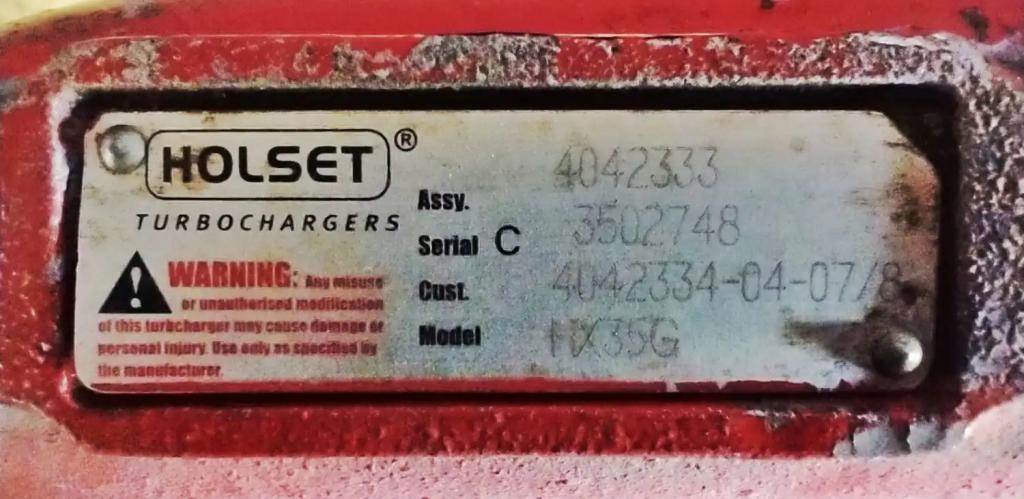 HOLSET®
TURBOCHARGERS
WARNING: Any misuse
or unauthorised modification
of this turbocharger may cause damage or
personal injury. Use only as specified by
the manufacturer.
Assy. 4042333
Serial C 3502748
Cust. 4042334-04-07/8
Model HX35G